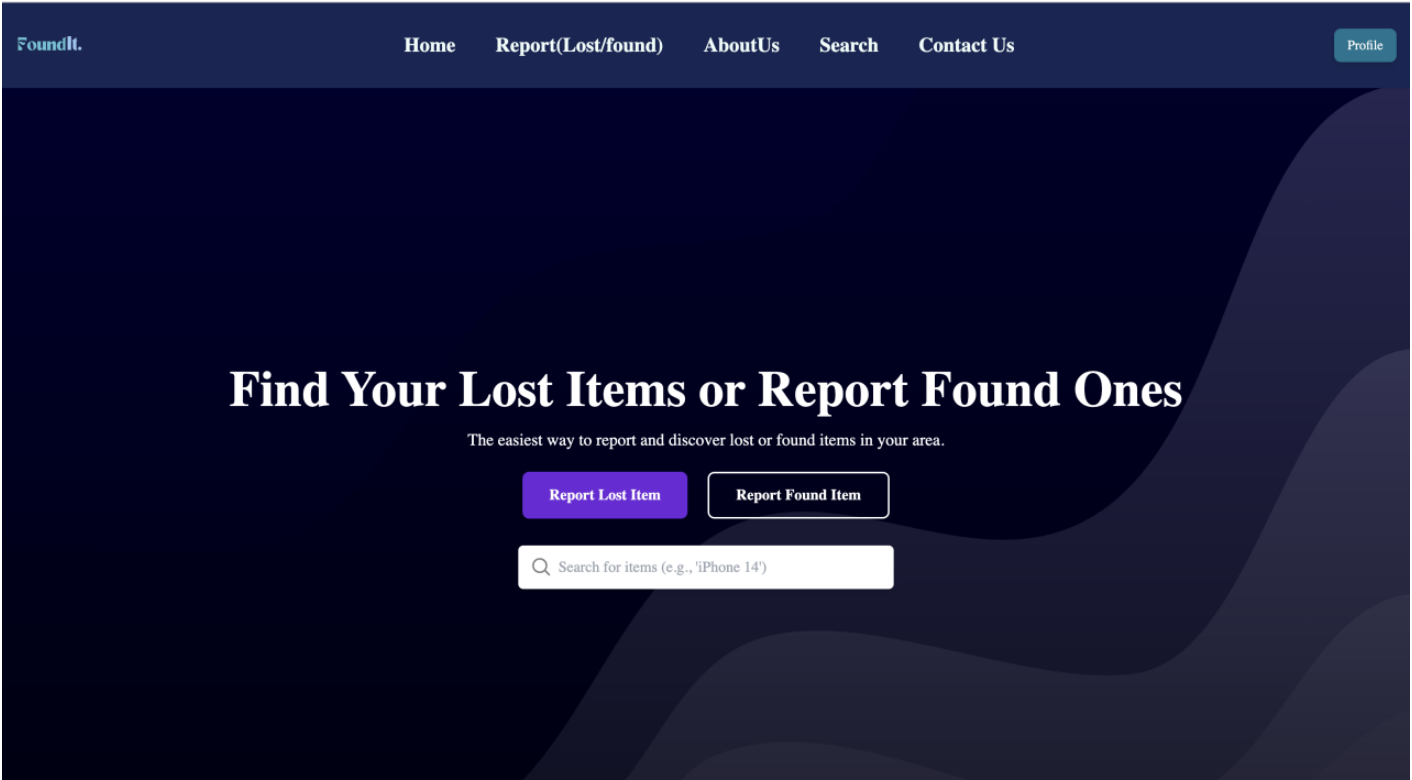 FoundIt.
Home Report(Lost/found) AboutUs Search Contact Us
Profile
Find Your Lost Items or Report Found Ones
The easiest way to report and discover lost or found items in your area.
Report Lost Item Report Found Item
Search for items (e.g., 'iPhone 14')